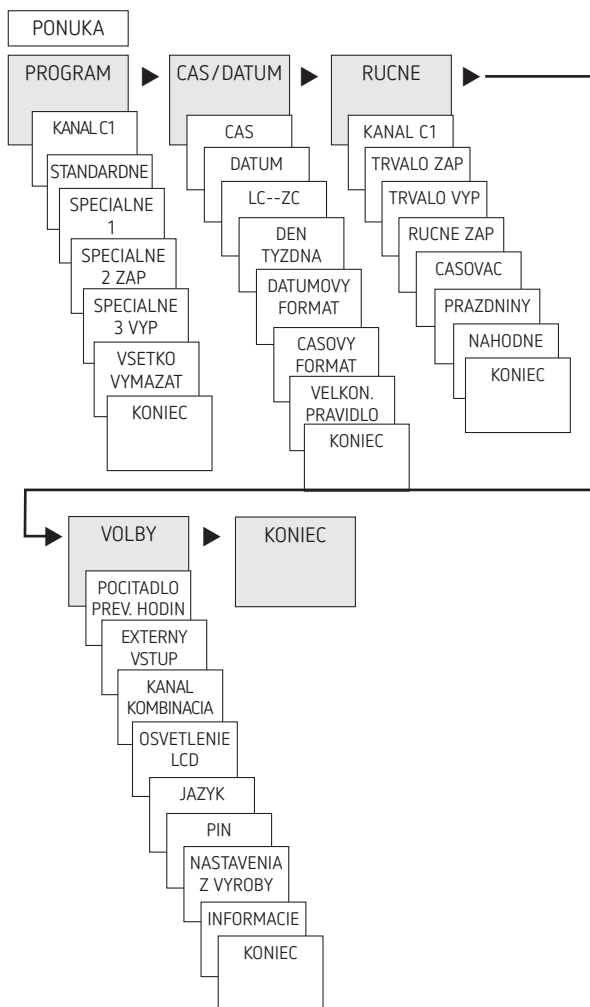 PONUKA
PROGRAM
KANAL C1
STANDARDNE
SPECIALNE
1
SPECIALNE
2 ZAP
SPECIALNE
3 VYP
VSETKO
VYMAZAT
KONIEC
CAS/DATUM
CAS
DATUM
LC--ZC
DEN
TYZDNA
DATUMOVY
FORMAT
CASOVY
FORMAT
VELKON.
PRAVIDLO
KONIEC
RUCNE
KANAL C1
TRVALO ZAP
TRVALO VYP
RUCNE ZAP
CASOVAC
PRAZDNINY
NAHODNE
KONIEC
VOLBY
POCITADLO
PREV. HODIN
EXTERNY
VSTUP
KANAL
KOMBINACIA
OSVETLENIE
LCD
JAZYK
PIN
NASTAVENIA
Z VYROBY
INFORMACIE
KONIEC
KONIEC